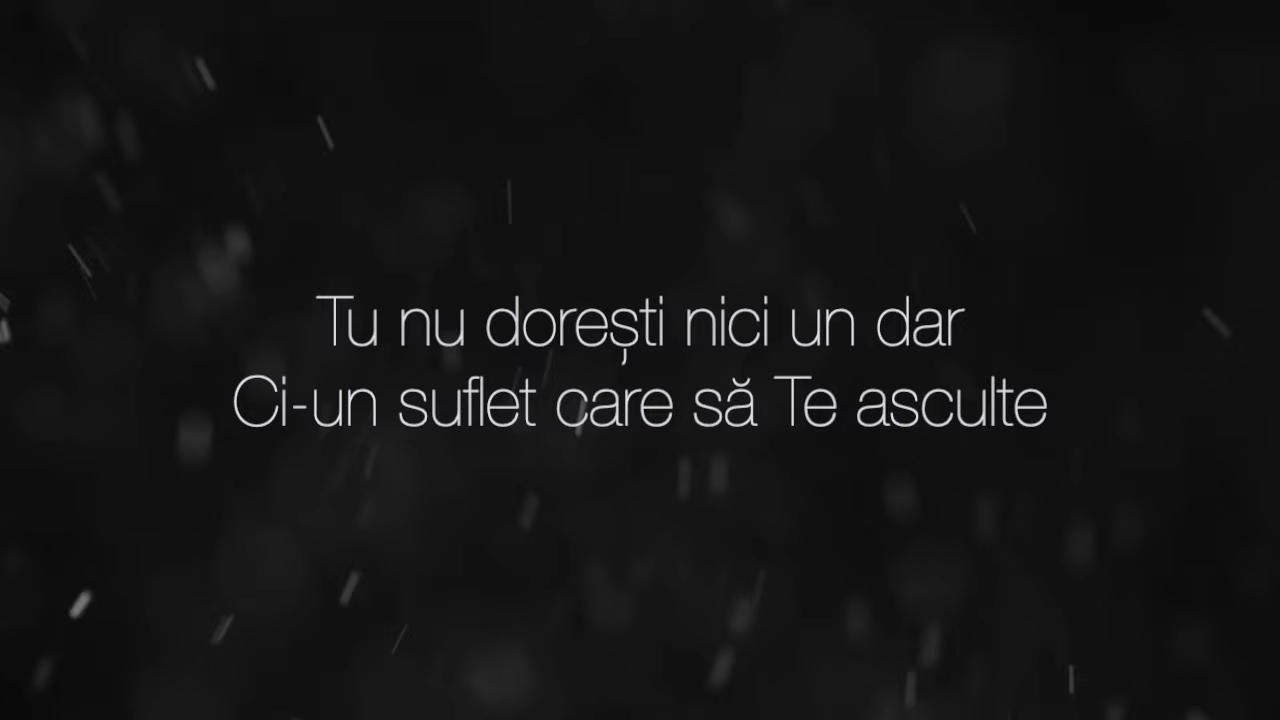 Tu nu dorești nici un dar
Ci-un suflet care să Te asculte